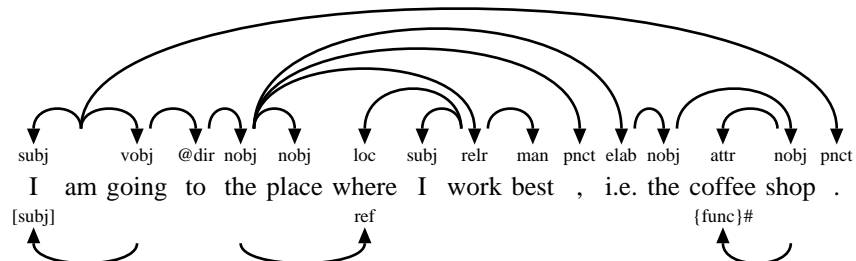 subj vobj @dir nobj nobj loc subj relr man pnct elab nobj attr nobj pnct
I am going to the place where I work best , i.e. the coffee shop .
[subj] ref {func}#